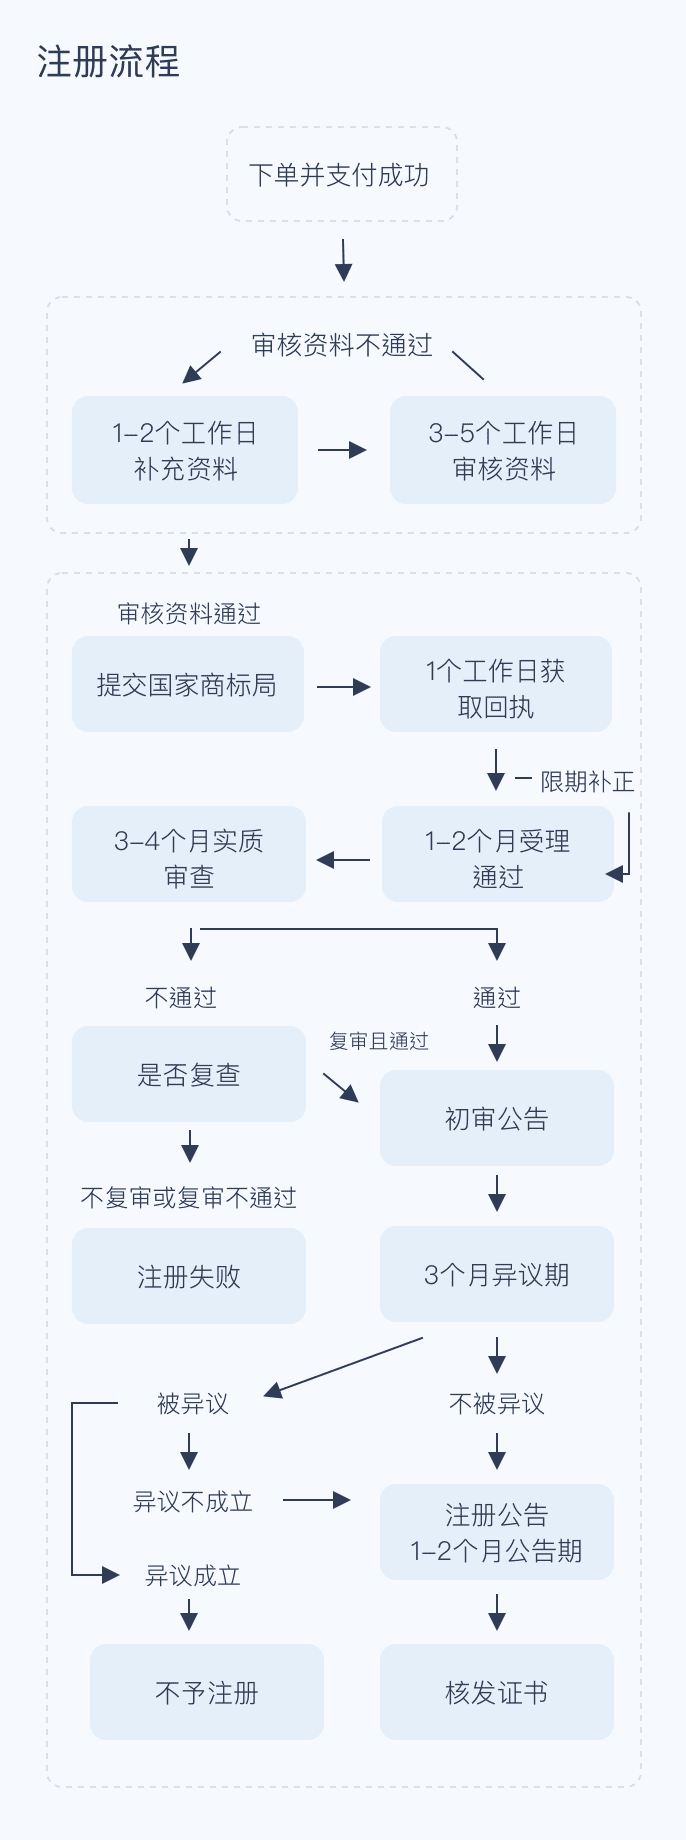 注册流程
下单并支付成功
审核资料不通过
1-2个工作日
补充资料
3-5个工作日
审核资料
审核资料通过
提交国家商标局
1个工作日获
取回执
限期补正
3-4个月实质
审查
1-2个月受理
通过
不通过
通过
复审且通过
是否复查
初审公告
不复审或复审不通过
注册失败
3个月异议期
被异议
不被异议
异议不成立
注册公告
1-2个月公告期
异议成立
不予注册
核发证书